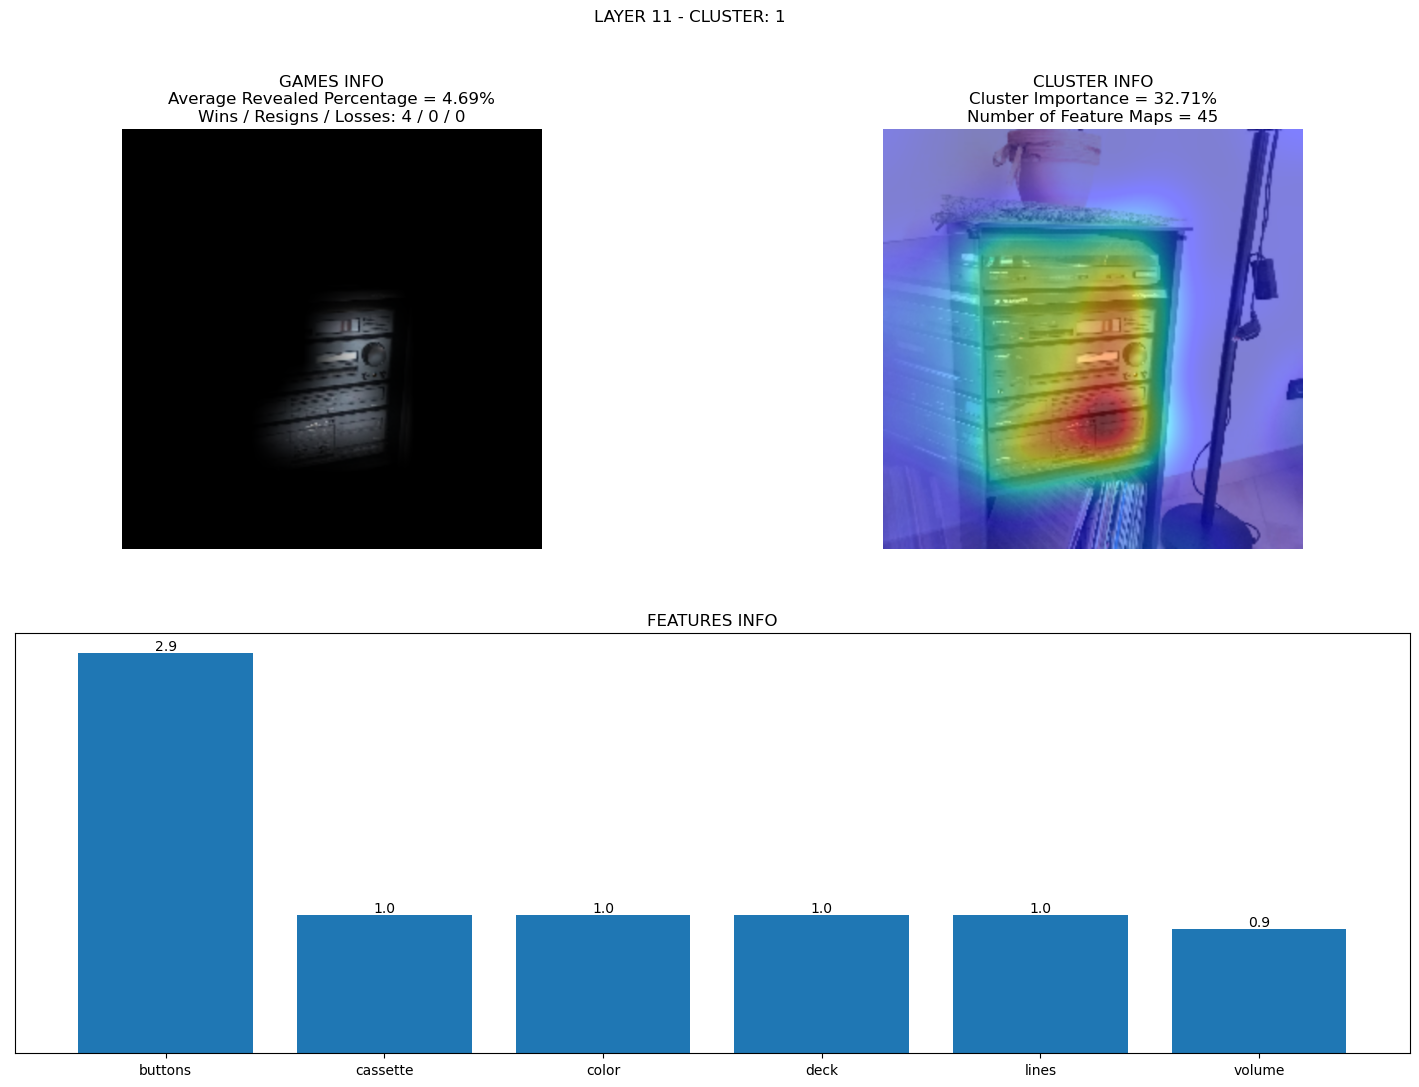 LAYER 11 - CLUSTER: 1
GAMES INFO
Average Revealed Percentage = 4.69%
Wins / Resigns / Losses: 4 / 0 / 0
CLUSTER INFO
Cluster Importance = 32.71%
Number of Feature Maps = 45
FEATURES INFO
2.9
1.0
1.0
1.0
1.0
0.9
buttons
cassette
color
deck
lines
volume